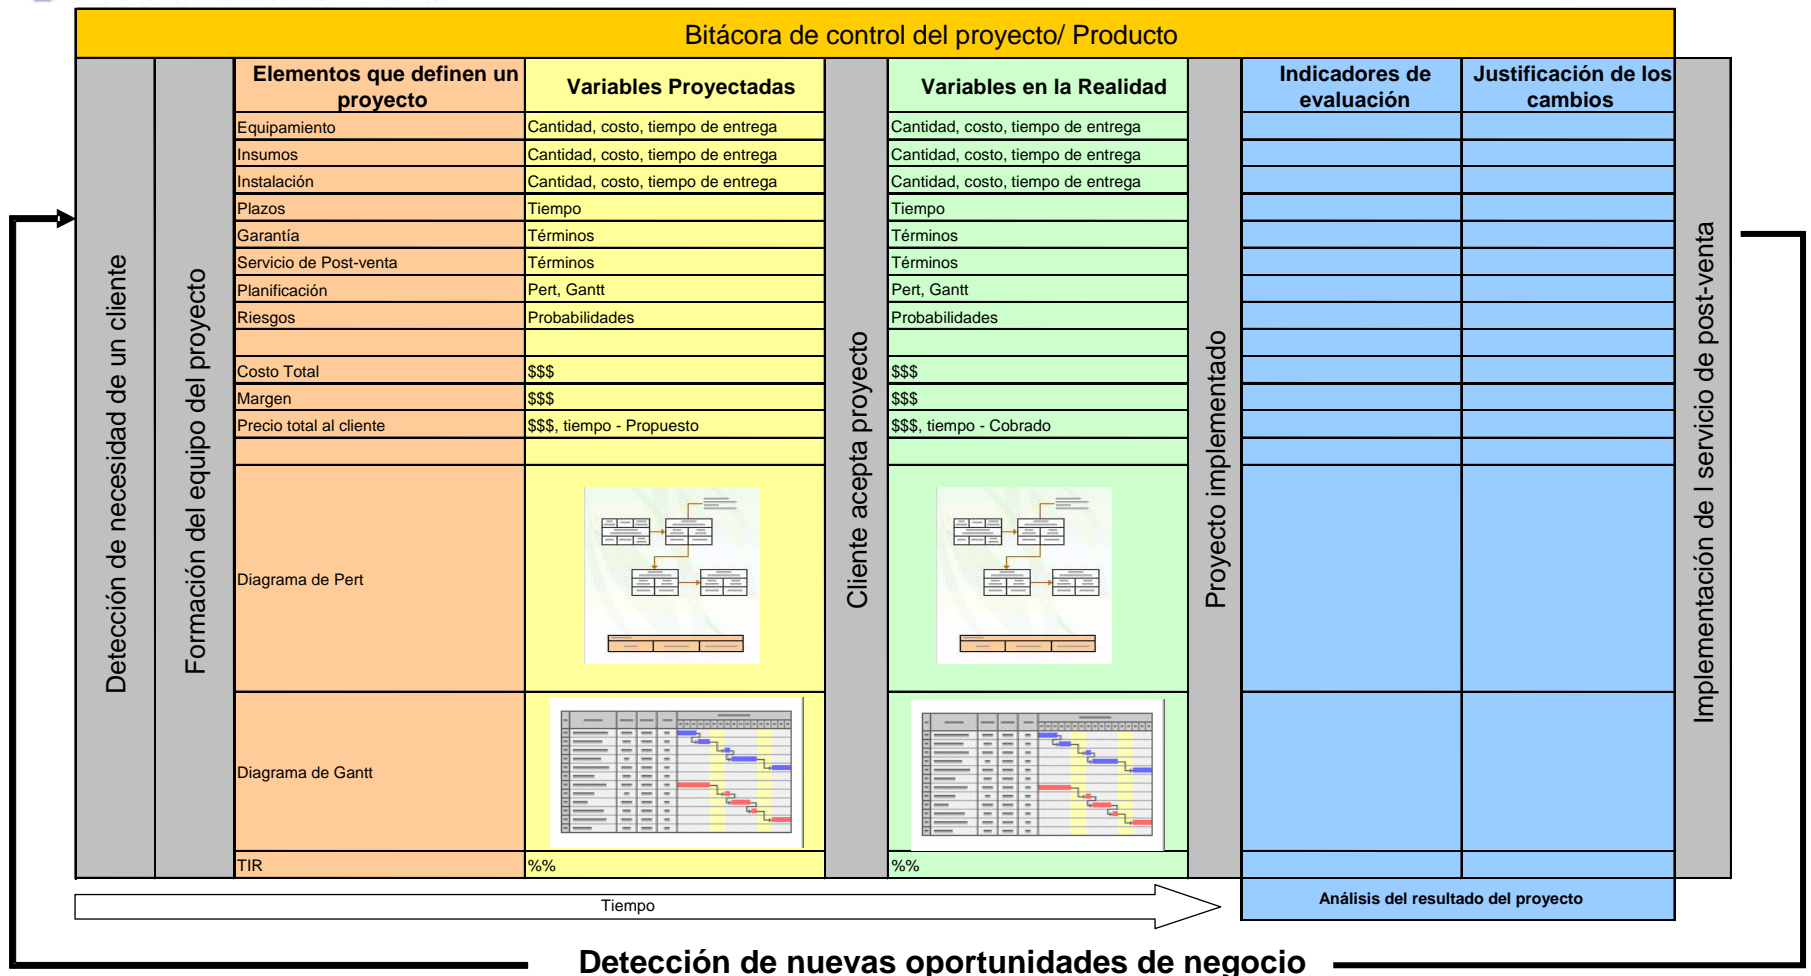 Bitácora de control del proyecto/ Producto
Detección de necesidad de un cliente
Formación del equipo del proyecto
Elementos que definen un
proyecto
Variables Proyectadas
Cliente acepta proyecto
Variables en la Realidad
Proyecto implementado
Indicadores de
evaluación
Justificación de los
cambios
Implementación de l servicio de post-venta
Equipamiento
Cantidad, costo, tiempo de entrega
Cantidad, costo, tiempo de entrega
Insumos
Cantidad, costo, tiempo de entrega
Cantidad, costo, tiempo de entrega
Instalación
Cantidad, costo, tiempo de entrega
Cantidad, costo, tiempo de entrega
Plazos
Tiempo
Tiempo
Garantía
Términos
Términos
Servicio de Post-venta
Términos
Términos
Planificación
Pert, Gantt
Pert, Gantt
Riesgos
Probabilidades
Probabilidades
Costo Total
$$$
$$$
Margen
$$$
$$$
Precio total al cliente
$$$, tiempo - Propuesto
$$$, tiempo - Cobrado
Diagrama de Pert
Diagrama de Gantt
TIR
%%
%%
Tiempo
Análisis del resultado del proyecto
Detección de nuevas oportunidades de negocio